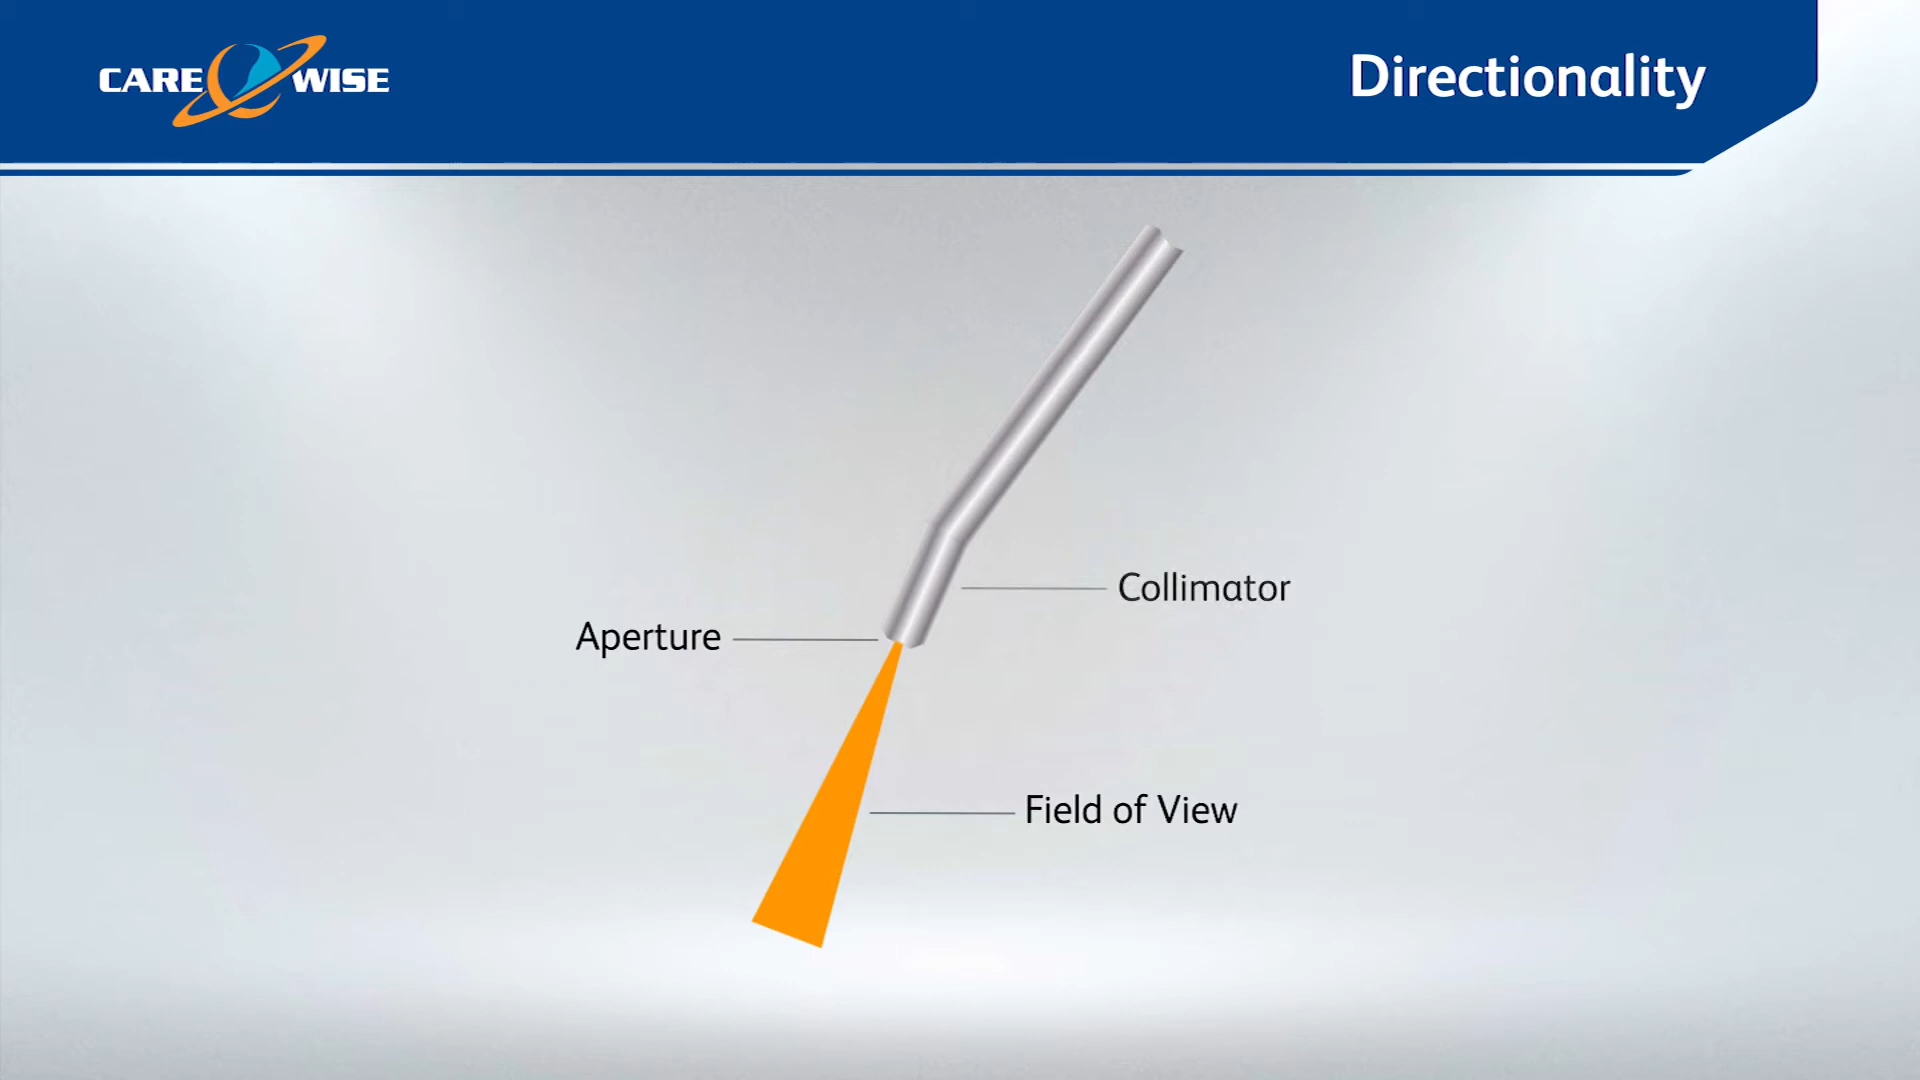 CARE WISE
Directionality
Collimator
Aperture
Field of View